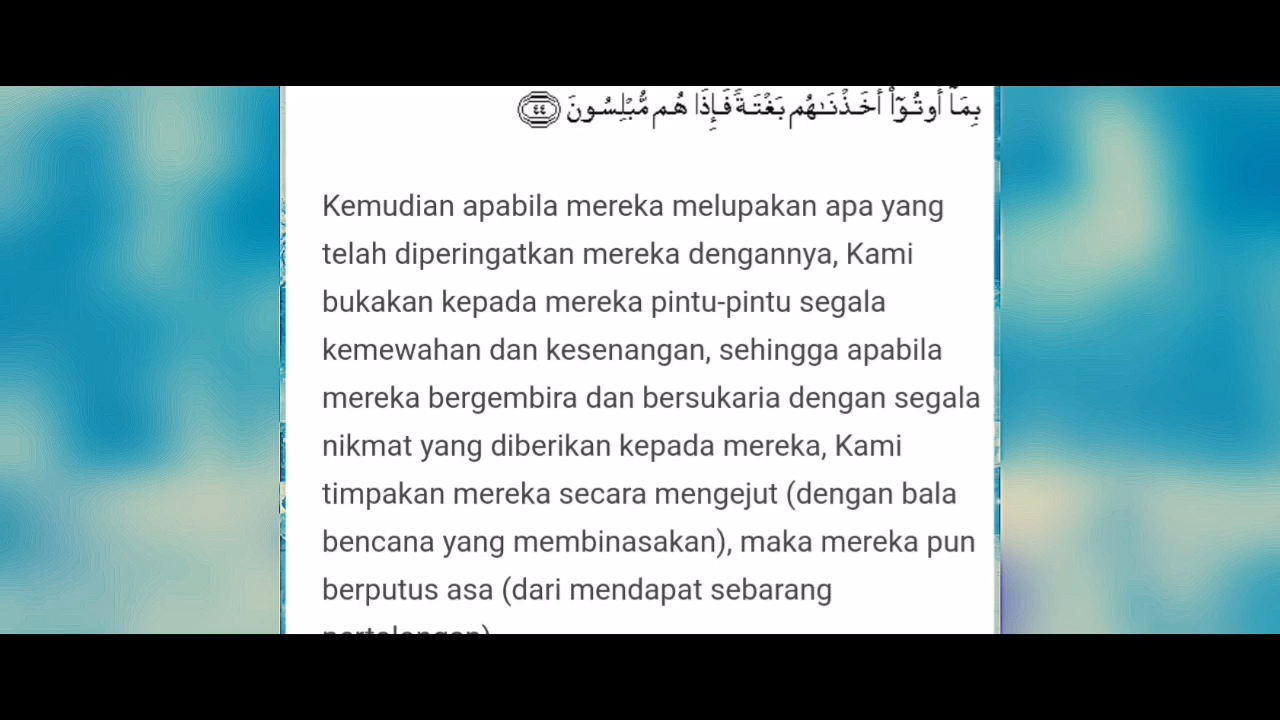 بِمَآ أُوتُوٓا۟ أَخَذْنَـٰهُم بَغْتَةً فَإِذَا هُم مُّبْلِسُونَ ٤٤
Kemudian apabila mereka melupakan apa yang
telah diperingatkan mereka dengannya, Kami
bukakan kepada mereka pintu-pintu segala
kemewahan dan kesenangan, sehingga apabila
mereka bergembira dan bersukaria dengan segala
nikmat yang diberikan kepada mereka, Kami
timpakan mereka secara mengejut (dengan bala
bencana yang membinasakan), maka mereka pun
berputus asa (dari mendapat sebarang